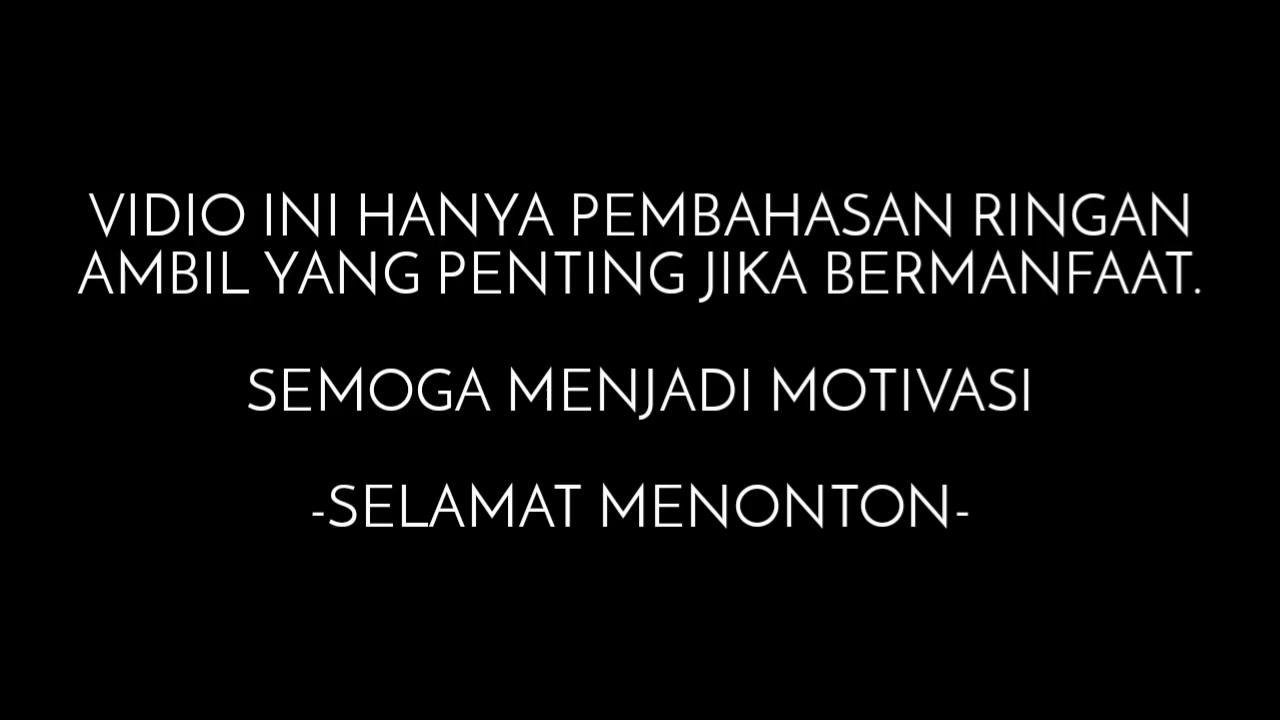 VIDIO INI HANYA PEMBAHASAN RINGAN
AMBIL YANG PENTING JIKA BERMANFAAT.
SEMOGA MENJADI MOTIVASI
-SELAMAT MENONTON-